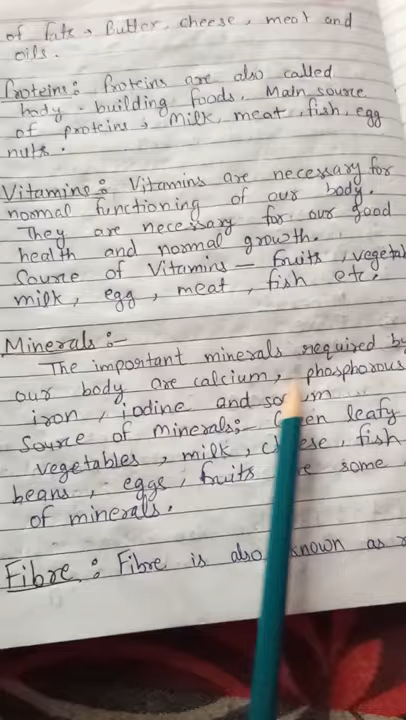 of fats → Butter, cheese, meat and
oils.
Proteins : Proteins are also called
body - building foods. Main source
of proteins → Milk, meat, fish, egg
nuts.
Vitamins : Vitamins are necessary for
normal functioning of our body.
They are necessary for our good
health and normal growth.
Source of Vitamins – fruits, vegetab
milk, egg, meat, fish etc.
Minerals :-
The important minerals required by
our body are calcium, phosphorous
iron, iodine and
Source of minerals:- leafy
vegetables, milk, fish
beans, eggs, fruits some
of minerals.
Fibre : Fibre is also known as r